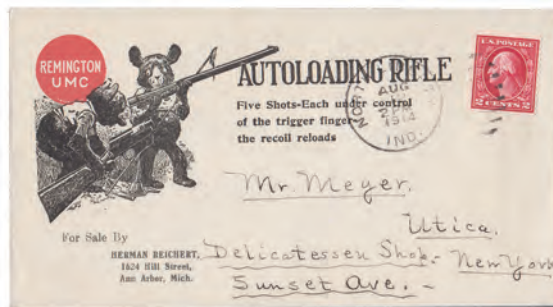 REMINGTON
UMC
AUTOLOADING RIFLE
Five Shots-Each under control
of the trigger finger-
the recoil reloads
AUG
1914
IND.
U.S. POSTAGE
2 CENTS 2
Mr. Meyer,
Utica.
Delicatessen Shop.- New York
Sunset Ave. -
For Sale By
HERMAN REICHERT,
1524 Hill Street,
Ann Arbor, Mich.